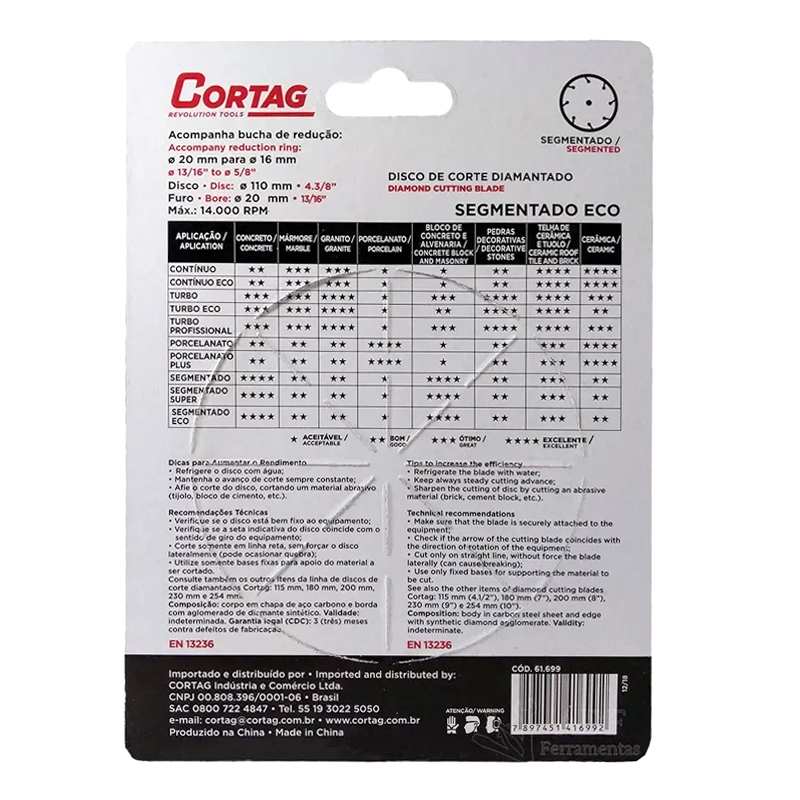 CORTAG
REVOLUTION TOOLS
Acompanha bucha de redução:
Accompany reduction ring:
ø 20 mm para ø 16 mm
ø 13/16” to ø 5/8”
Disco • Disc: ø 110 mm • 4.3/8”
Furo • Bore: ø 20 mm • 13/16”
Máx.: 14.000 RPM
SEGMENTADO /
SEGMENTED
DISCO DE CORTE DIAMANTADO
DIAMOND CUTTING BLADE
SEGMENTADO ECO
APLICAÇÃO / APLICATION CONCRETO / CONCRETE MÁRMORE / MARBLE GRANITO / GRANITE PORCELANATO / PORCELAIN BLOCO DE CONCRETO E ALVENARIA / CONCRETE BLOCK AND MASONRY PEDRAS DECORATIVAS / DECORATIVE STONES TELHA DE CERÂMICA E TIJOLO / CERAMIC ROOF TILE AND BRICK CERÂMICA / CERAMIC
CONTÍNUO ★★ ★★★ ★★★ ★ ★ ★★ ★★★★ ★★★★
CONTÍNUO ECO ★★ ★★★ ★★★ ★ ★ ★★ ★★★★ ★★★★
TURBO ★★★ ★★★ ★★★★ ★ ★★★ ★★★★ ★★★★ ★★★
TURBO ECO ★★★ ★★★ ★★★★ ★ ★★ ★★★★ ★★★★ ★★★
TURBO PROFISSIONAL ★★★ ★★★ ★★★★ ★ ★★★ ★★★★ ★★★★ ★★★
PORCELANATO ★★ ★★ ★★ ★★★★ ★ ★★ ★★★ ★★★★
PORCELANATO PLUS ★★ ★★ ★★ ★★★★ ★ ★★ ★★★ ★★★★
SEGMENTADO ★★★★ ★★ ★★★ ★ ★★★★ ★★★ ★★★ ★★
SEGMENTADO SUPER ★★★★ ★★ ★★★ ★ ★★★★ ★★★ ★★★ ★★
SEGMENTADO ECO ★★★★ ★★ ★★ ★ ★★★★ ★★★ ★★★ ★★
★ ACEITÁVEL / ACCEPTABLE ★★ BOM / GOOD ★★★ ÓTIMO / GREAT ★★★★ EXCELENTE / EXCELLENT
Dicas para Aumentar o Rendimento
• Refrigere o disco com água;
• Mantenha o avanço de corte sempre constante;
• Afie o corte do disco, cortando um material abrasivo
(tijolo, bloco de cimento, etc.).
Recomendações Técnicas
• Verifique se o disco está bem fixo ao equipamento;
• Verifique se a seta indicativa do disco coincide com o
sentido de giro do equipamento;
• Corte somente em linha reta, sem forçar o disco
lateralmente (pode ocasionar quebra);
• Utilize somente bases fixas para apoio do material a
ser cortado.
Consulte também os outros itens da linha de discos de
corte diamantados Cortag: 115 mm, 180 mm, 200 mm,
230 mm e 254 mm.
Composição: corpo em chapa de aço carbono e borda
com aglomerado de diamante sintético. Validade:
indeterminada. Garantia legal (CDC): 3 (três) meses
contra defeitos de fabricação.
EN 13236
Tips to increase the efficiency
• Refrigerate the blade with water;
• Keep always steady cutting advance;
• Sharpen the cutting of disc by cutting an abrasive
material (brick, cement block, etc.).
Technical recommendations
• Make sure that the blade is securely attached to the
equipment;
• Check if the arrow of the cutting blade coincides with
the direction of rotation of the equipment;
• Cut only on straight line, without force the blade
laterally (can cause breaking);
• Use only fixed bases for supporting the material to
be cut.
See also the other items of diamond cutting blades
Cortag: 115 mm (4.1/2”), 180 mm (7”), 200 mm (8”),
230 mm (9”) e 254 mm (10”).
Composition: body in carbon steel sheet and edge
with synthetic diamond agglomerate. Validity:
indeterminate.
EN 13236
Importado e distribuído por • Imported and distributed by:
CORTAG Indústria e Comércio Ltda.
CNPJ 00.808.396/0001-06 • Brasil
SAC 0800 722 4847 • Tel. 55 19 3022 5050
e-mail: cortag@cortag.com.br • www.cortag.com.br
Produzido na China • Made in China
ATENÇÃO/ WARNING
CÓD. 61.699
7 897451 416992
12/18
Ferramentas